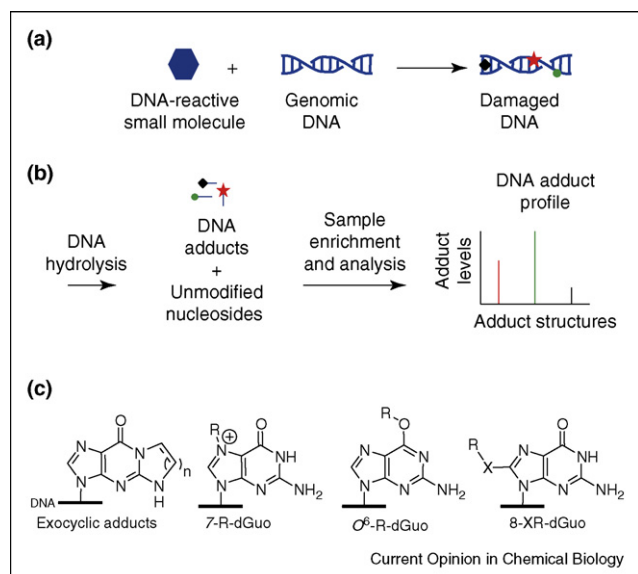 (a)
+
DNA-reactive
small molecule
Genomic
DNA
Damaged
DNA
(b)
DNA
hydrolysis
DNA
adducts
+
Unmodified
nucleosides
Sample
enrichment
and analysis
DNA adduct
profile
Adduct
levels
Adduct structures
(c)
O
N
N
N
N
N
H
)n
DNA
Exocyclic adducts
R
N
⊕
O
NH
N
N
NH₂
7-R-dGuo
R
O
N
N
N
N
NH₂
O⁶-R-dGuo
R
X
N
O
NH
N
N
NH₂
8-XR-dGuo
Current Opinion in Chemical Biology